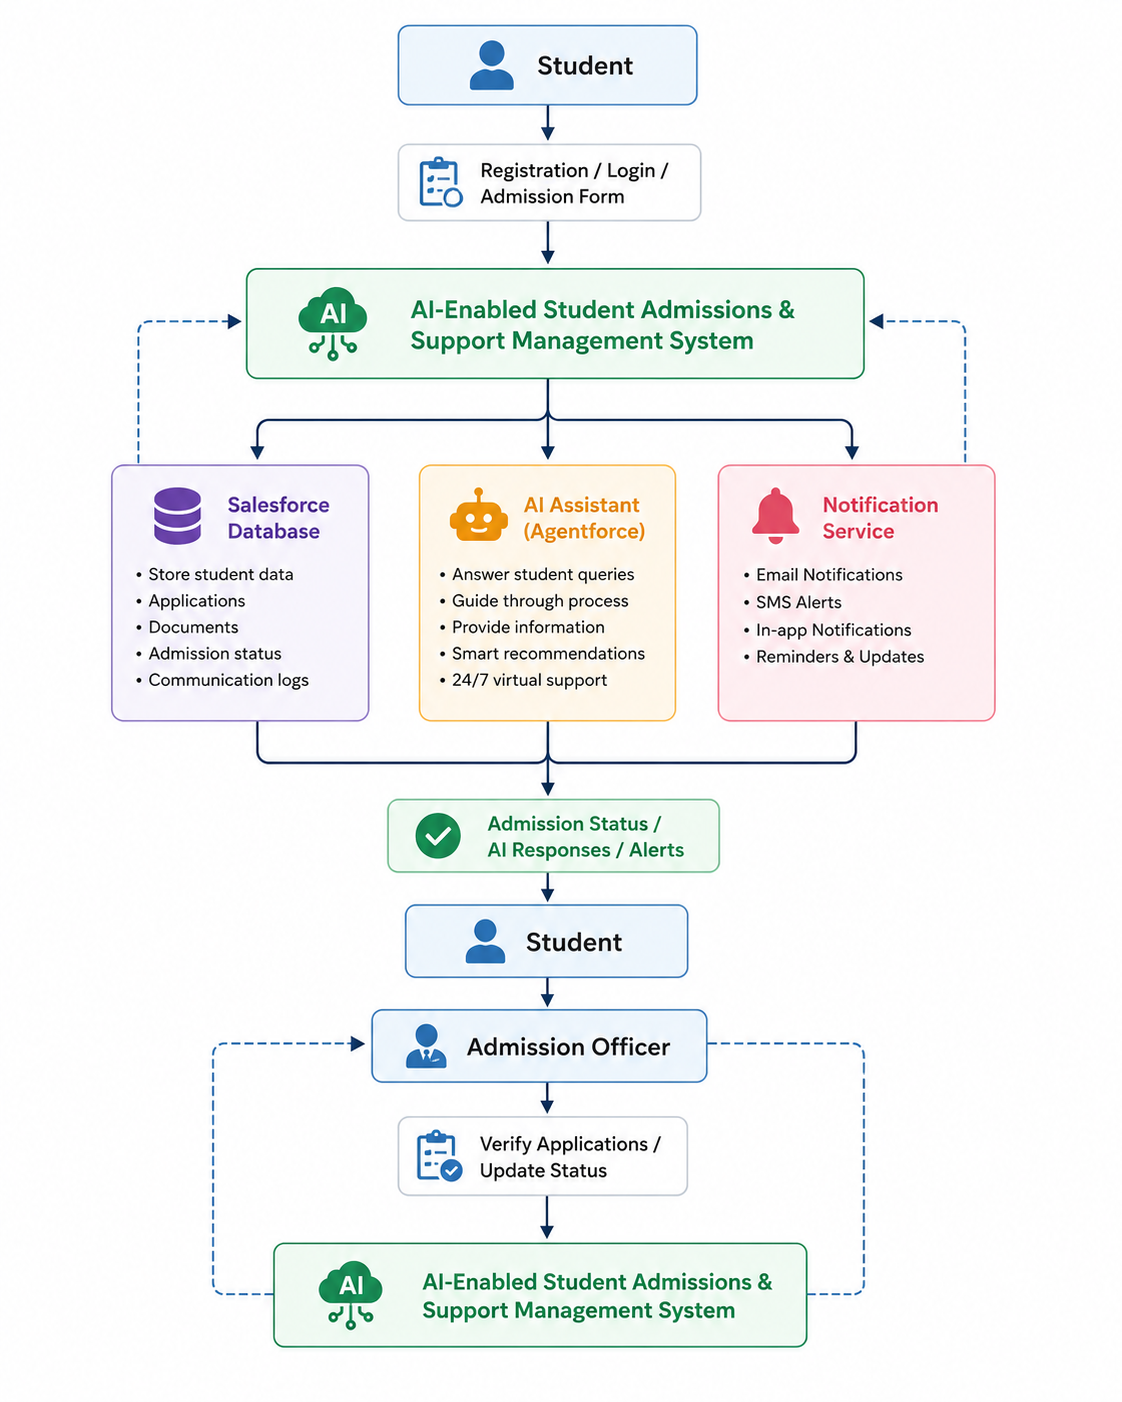 Student
Registration / Login /
Admission Form
AI
AI-Enabled Student Admissions &
Support Management System
Salesforce
Database
• Store student data
• Applications
• Documents
• Admission status
• Communication logs
AI Assistant
(Agentforce)
• Answer student queries
• Guide through process
• Provide information
• Smart recommendations
• 24/7 virtual support
Notification
Service
• Email Notifications
• SMS Alerts
• In-app Notifications
• Reminders & Updates
Admission Status /
AI Responses / Alerts
Student
Admission Officer
Verify Applications /
Update Status
AI
AI-Enabled Student Admissions &
Support Management System